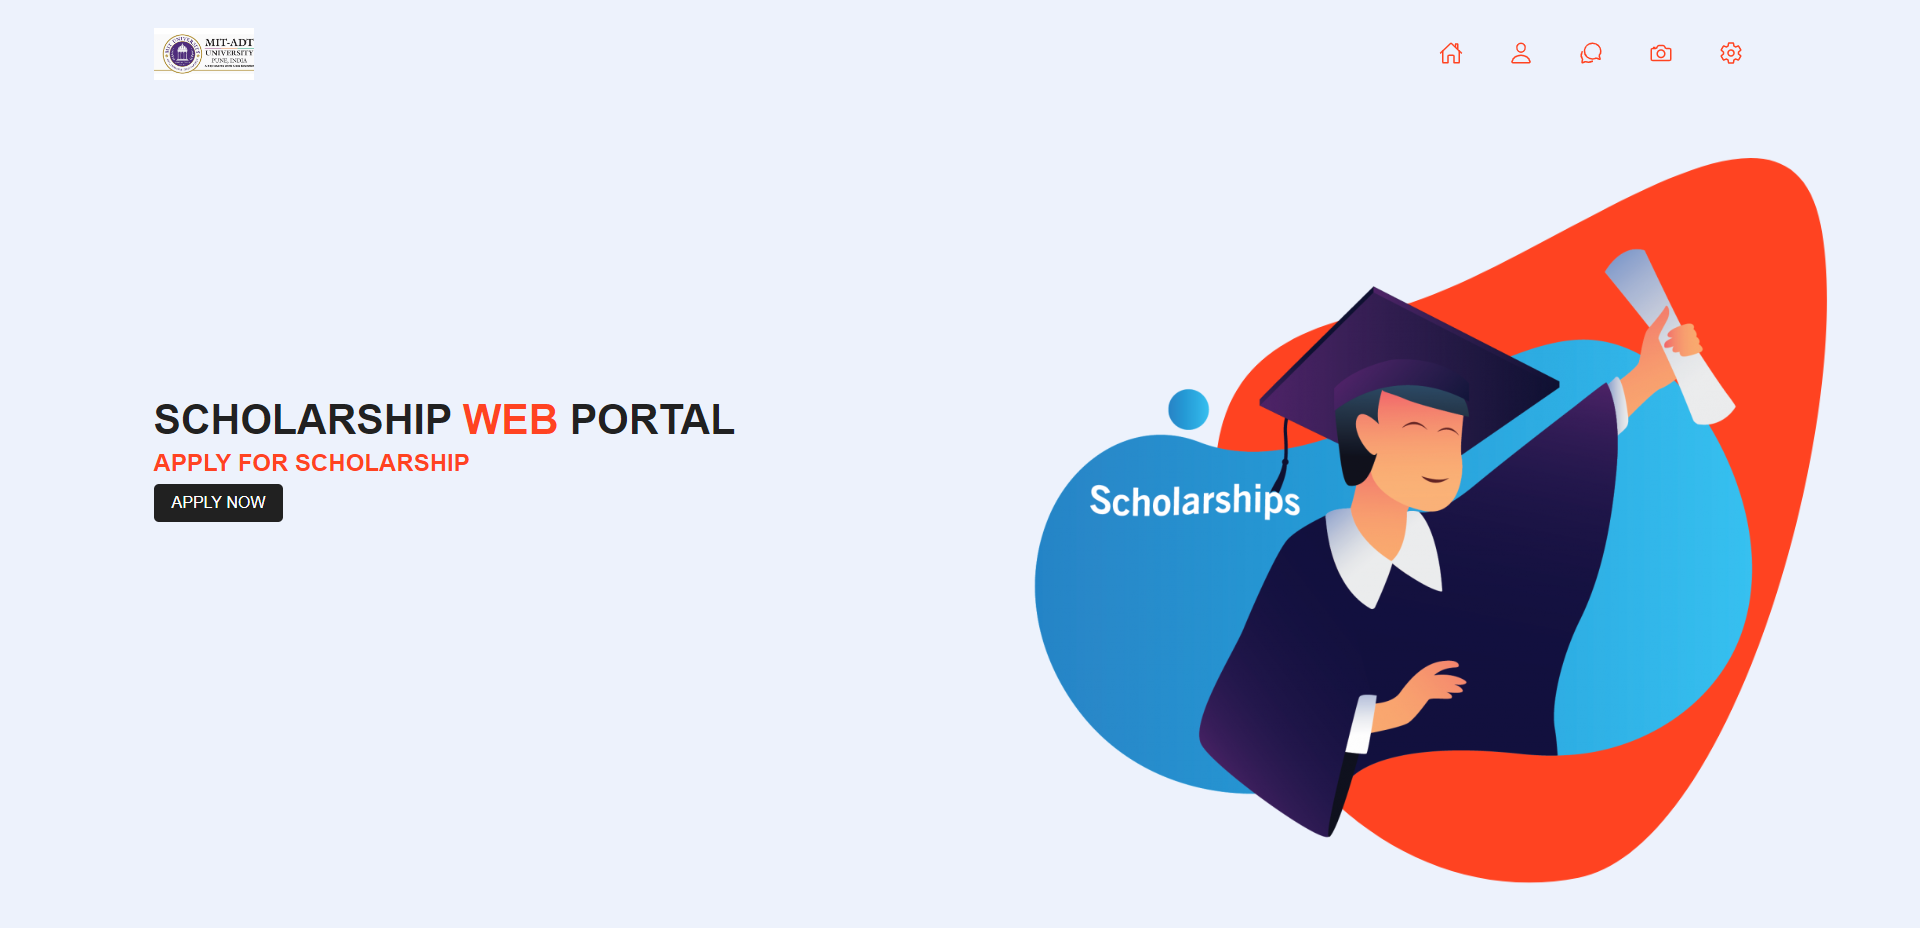 MIT-ADT
UNIVERSITY
PUNE, INDIA
SCHOLARSHIP WEB PORTAL
APPLY FOR SCHOLARSHIP
APPLY NOW
Scholarships